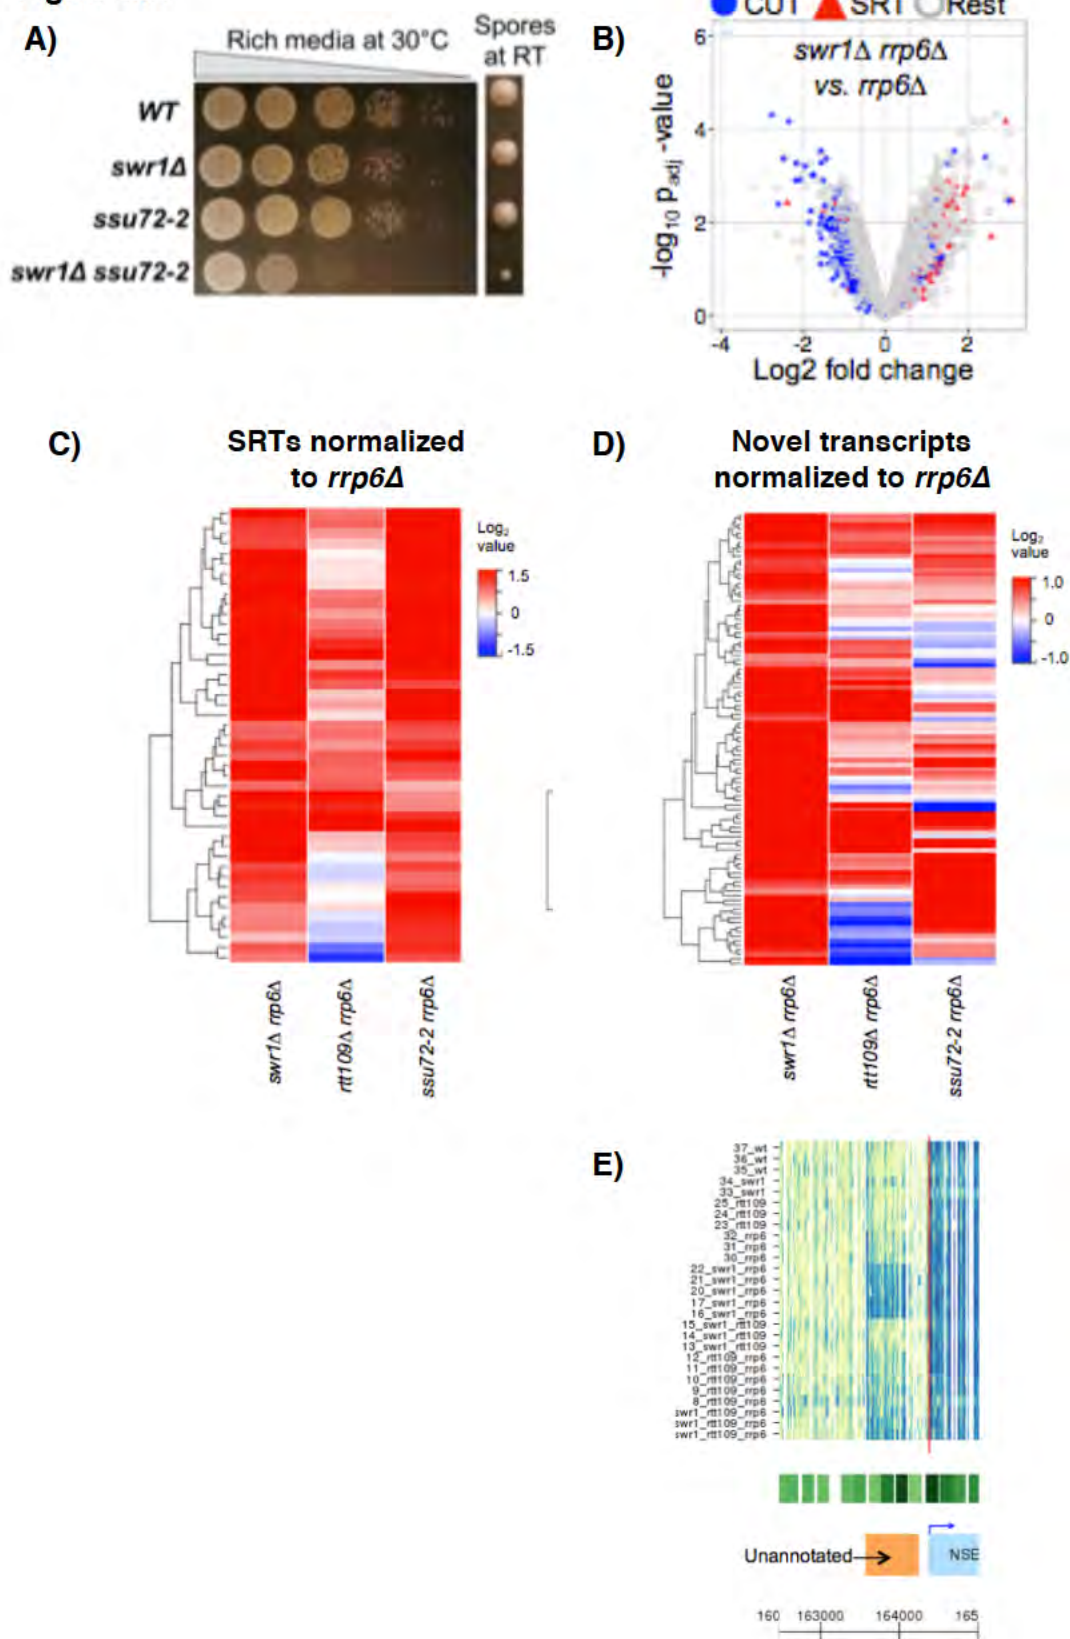 A)
Rich media at 30°C
Spores
at RT
WT
swr1Δ
ssu72-2
swr1Δ ssu72-2
B)
CUT SRT Rest
swr1Δ rrp6Δ
vs. rrp6Δ
-log10 padj -value
6
4
2
0
-4 -2 0 2
Log2 fold change
C)
SRTs normalized
to rrp6Δ
Log2
value
1.5
0
-1.5
swr1Δ rrp6Δ
rtt109Δ rrp6Δ
ssu72-2 rrp6Δ
D)
Novel transcripts
normalized to rrp6Δ
Log2
value
1.0
0
-1.0
swr1Δ rrp6Δ
rtt109Δ rrp6Δ
ssu72-2 rrp6Δ
E)
37_wt
36_wt
35_wt
34_swr1
33_swr1
25_rtt109
24_rtt109
23_rtt109
32_rrp6
31_rrp6
30_rrp6
22_swr1_rrp6
21_swr1_rrp6
20_swr1_rrp6
17_swr1_rrp6
16_swr1_rrp6
15_swr1_rtt109
14_swr1_rtt109
13_swr1_rtt109
12_rtt109_rrp6
11_rtt109_rrp6
10_rtt109_rrp6
9_rtt109_rrp6
8_rtt109_rrp6
swr1_rtt109_rrp6
swr1_rtt109_rrp6
swr1_rtt109_rrp6
Unannotated
NSE
160 163000 164000 165